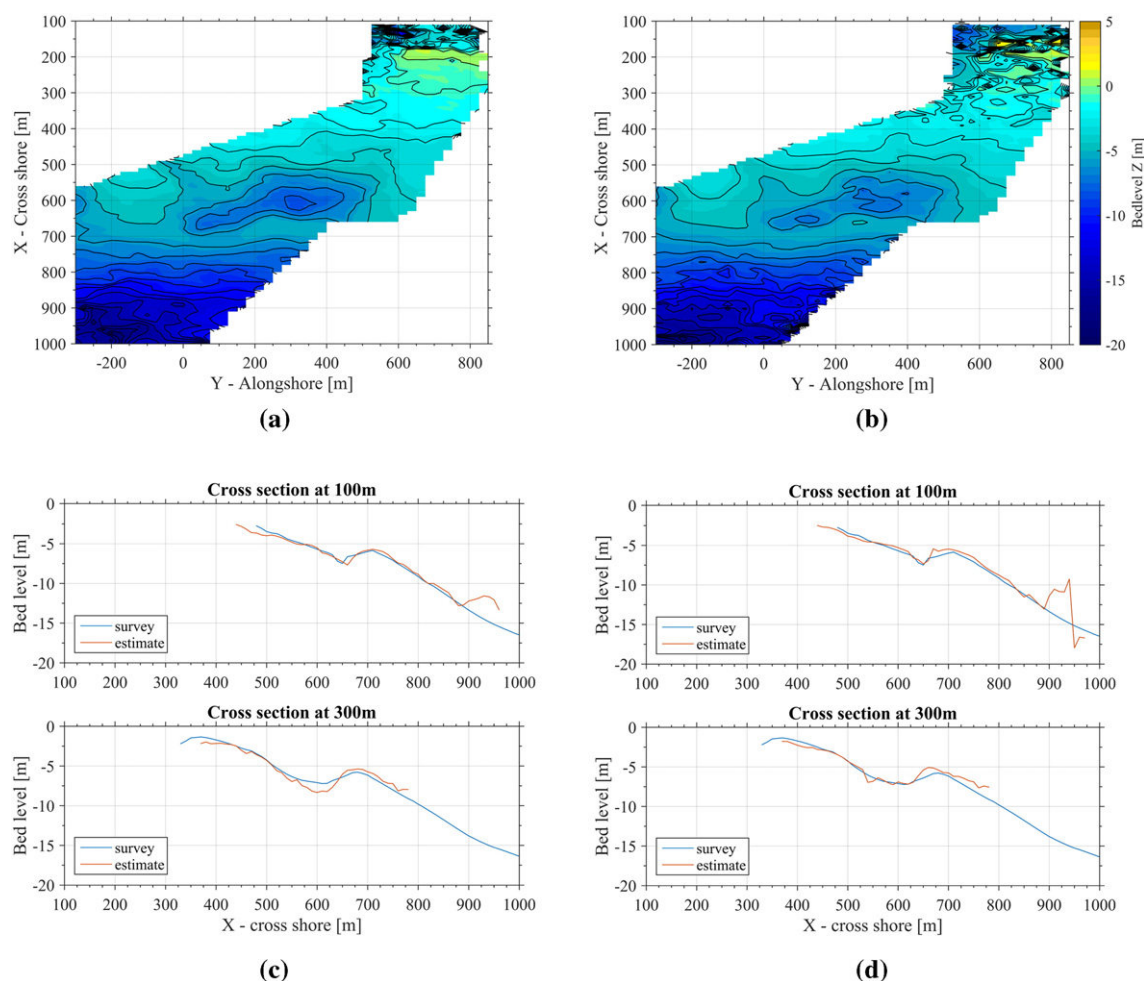 100
200
300
400
500
600
700
800
900
1000
X - Cross shore [m]
-200 0 200 400 600 800
Y - Alongshore [m]
(a)
100
200
300
400
500
600
700
800
900
1000
X - Cross shore [m]
-200 0 200 400 600 800
Y - Alongshore [m]
5
0
-5
-10
-15
-20
Bedlevel Z [m]
(b)
Cross section at 100m
0
-5
-10
-15
-20
Bed level [m]
survey
estimate
100 200 300 400 500 600 700 800 900 1000
Cross section at 300m
0
-5
-10
-15
-20
Bed level [m]
survey
estimate
100 200 300 400 500 600 700 800 900 1000
X - cross shore [m]
(c)
Cross section at 100m
0
-5
-10
-15
-20
Bed level [m]
survey
estimate
100 200 300 400 500 600 700 800 900 1000
Cross section at 300m
0
-5
-10
-15
-20
Bed level [m]
survey
estimate
100 200 300 400 500 600 700 800 900 1000
X - cross shore [m]
(d)